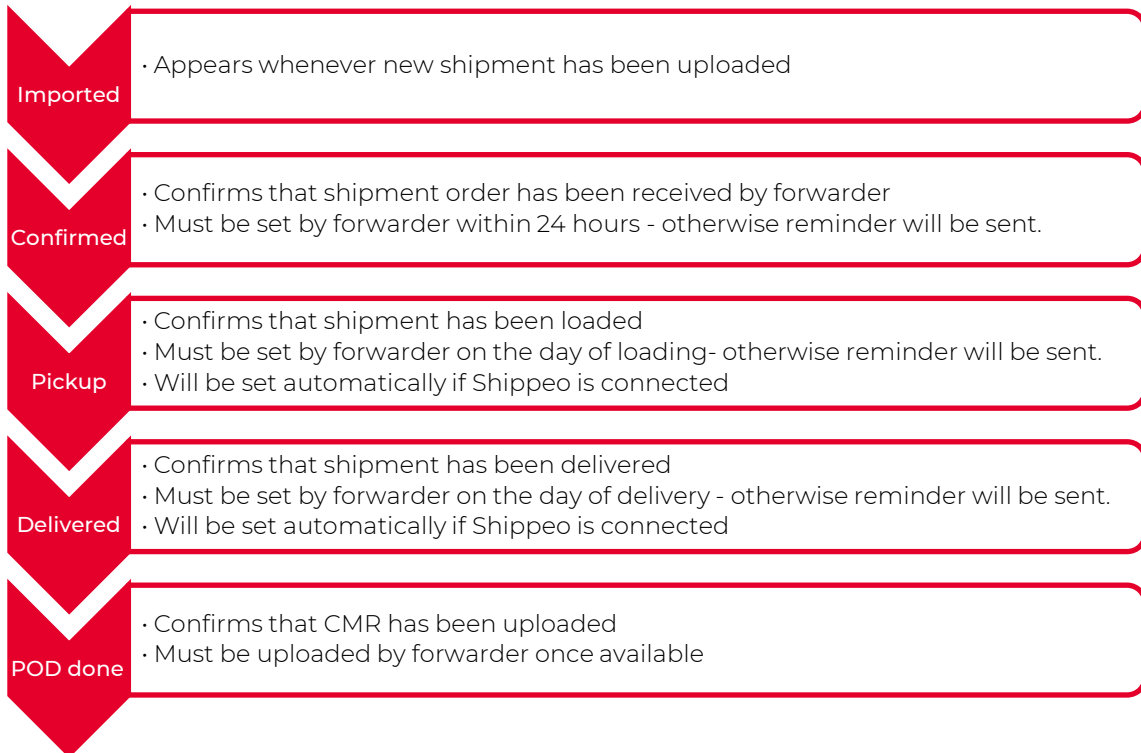 Imported
· Appears whenever new shipment has been uploaded
Confirmed
· Confirms that shipment order has been received by forwarder
· Must be set by forwarder within 24 hours - otherwise reminder will be sent.
Pickup
· Confirms that shipment has been loaded
· Must be set by forwarder on the day of loading- otherwise reminder will be sent.
· Will be set automatically if Shippeo is connected
Delivered
· Confirms that shipment has been delivered
· Must be set by forwarder on the day of delivery - otherwise reminder will be sent.
· Will be set automatically if Shippeo is connected
POD done
· Confirms that CMR has been uploaded
· Must be uploaded by forwarder once available